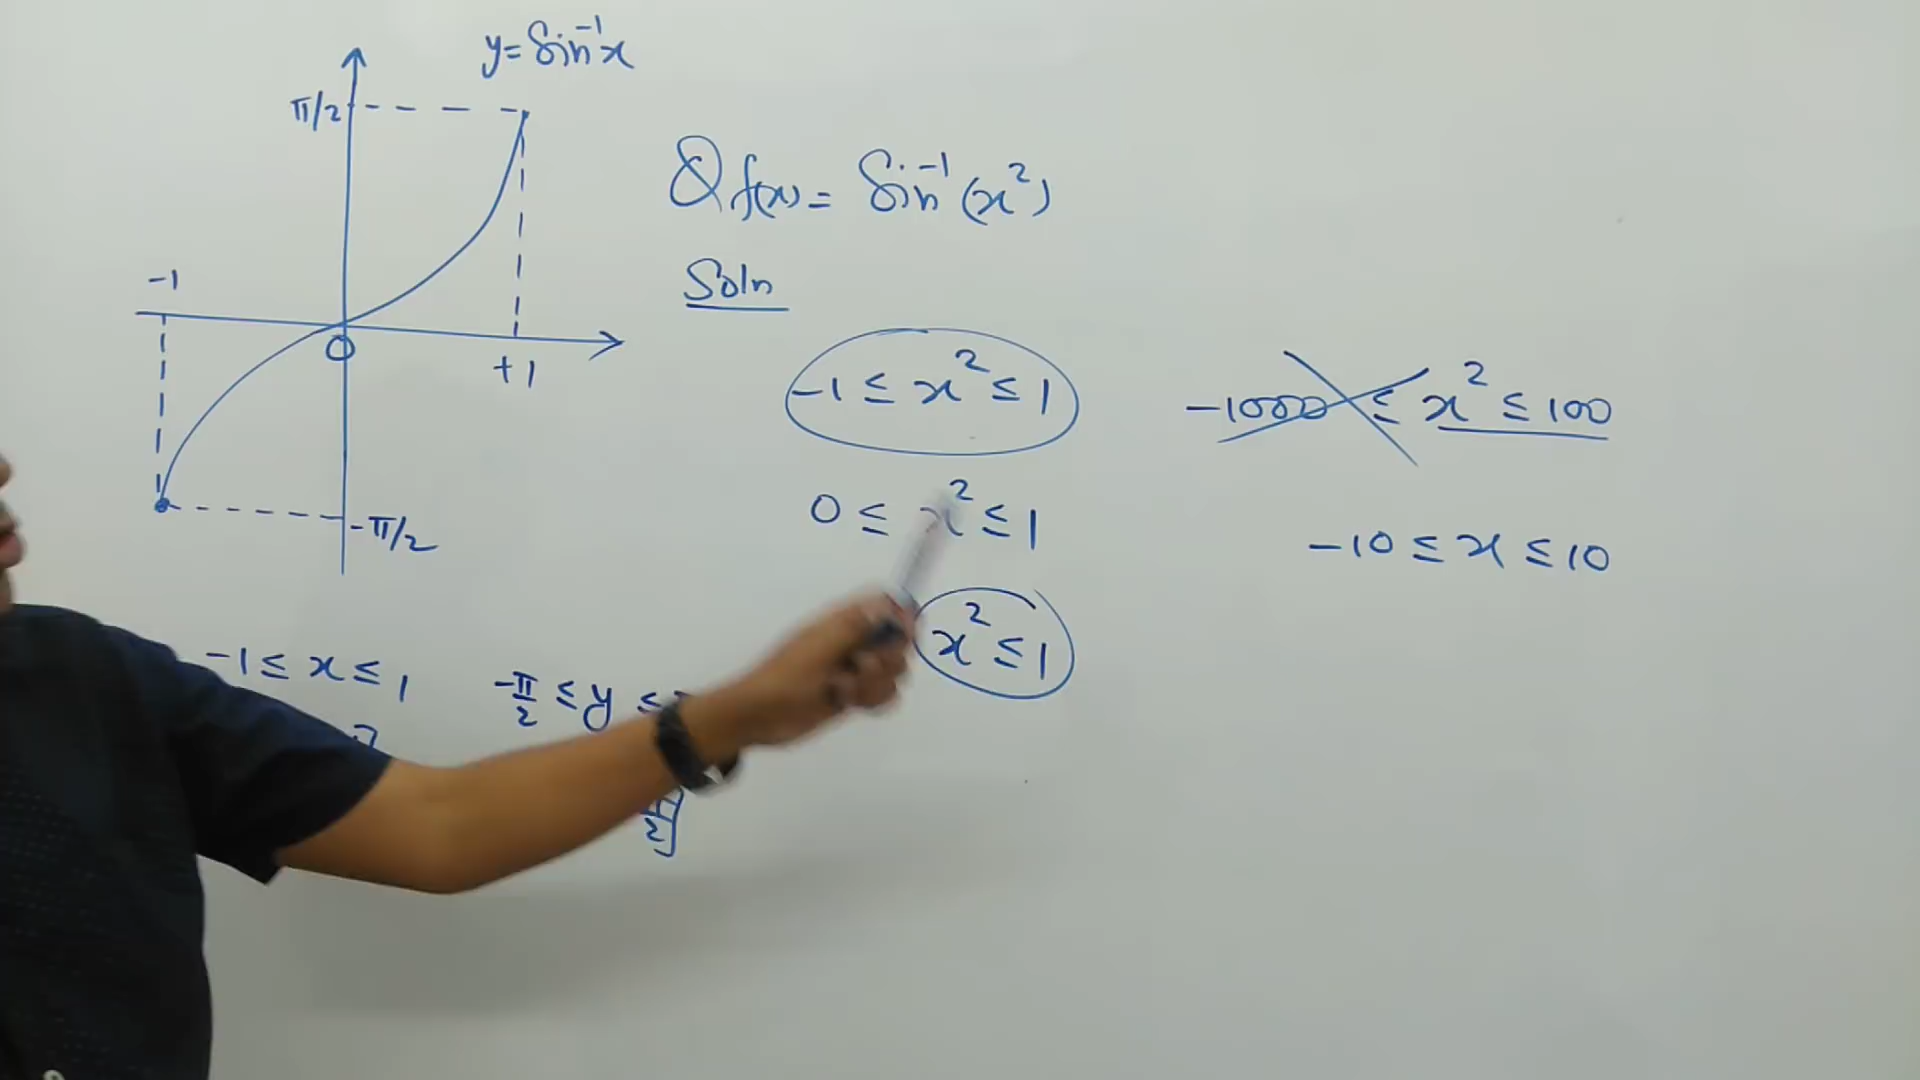 y = Sin⁻¹x
π/2
-1
0
+1
-π/2
-1 ≤ x ≤ 1
-π/2 ≤ y ≤
Q f(x) = Sin⁻¹(x²)
Soln
-1 ≤ x² ≤ 1
0 ≤ x² ≤ 1
x² ≤ 1
-1000 ≤ x² ≤ 100
-10 ≤ x ≤ 10